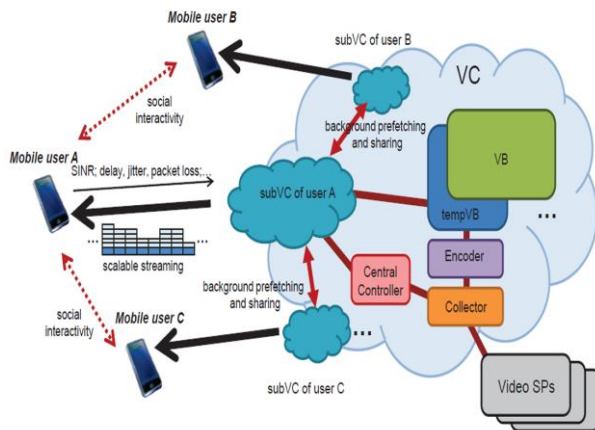 Mobile user B
subVC of user B
VC
social
interactivity
background prefetching
and sharing
VB
Mobile user A
SINR; delay, jitter, packet loss;...
subVC of user A
tempVB
...
... ...
scalable streaming
Encoder
Central
Controller
background prefetching
and sharing
Collector
social
interactivity
Mobile user C
...
subVC of user C
Video SPs